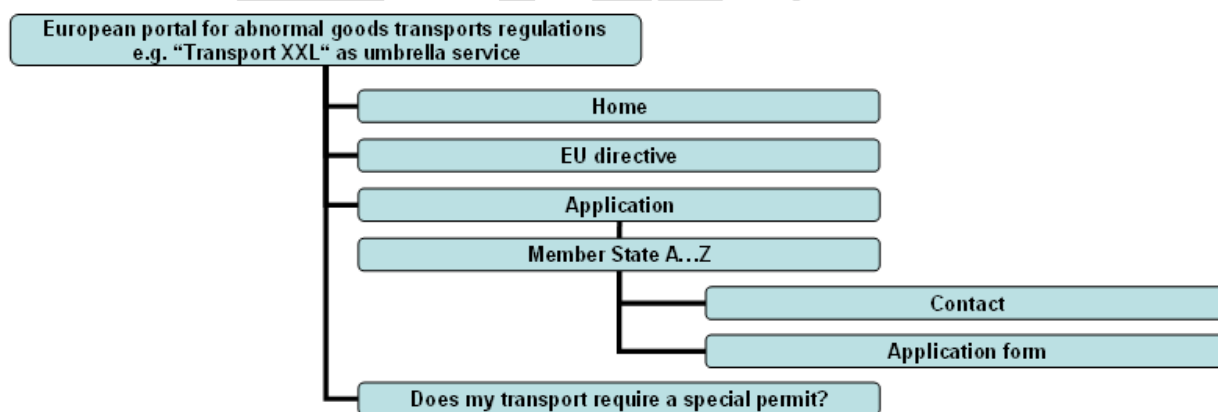 European portal for abnormal goods transports regulations
e.g. “Transport XXL“ as umbrella service
Home
EU directive
Application
Member State A…Z
Contact
Application form
Does my transport require a special permit?